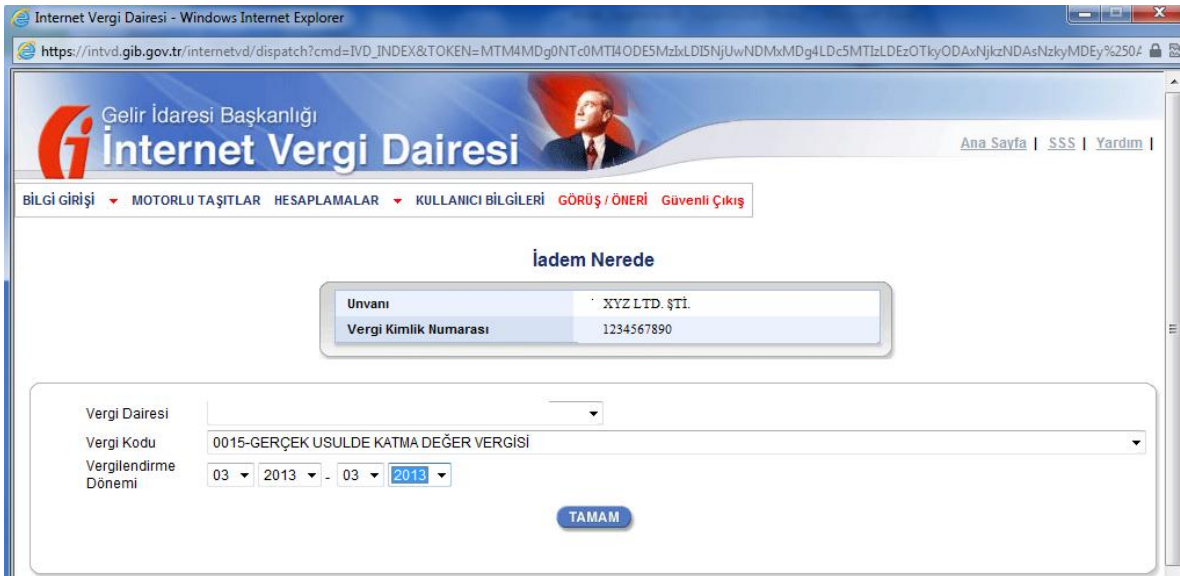 Internet Vergi Dairesi - Windows Internet Explorer
https://intvd.gib.gov.tr/internetvd/dispatch?cmd=IVD_INDEX&TOKEN=
Gelir İdaresi Başkanlığı
İnternet Vergi Dairesi
Ana Sayfa | SSS | Yardım |
BİLGİ GİRİŞİ MOTORLU TAŞITLAR HESAPLAMALAR KULLANICI BİLGİLERİ GÖRÜŞ / ÖNERİ Güvenli Çıkış
İadem Nerede
Unvanı XYZ LTD. ŞTİ.
Vergi Kimlik Numarası 1234567890
Vergi Dairesi
Vergi Kodu 0015-GERÇEK USULDE KATMA DEĞER VERGİSİ
Vergilendirme
Dönemi 03 2013 - 03 2013
TAMAM